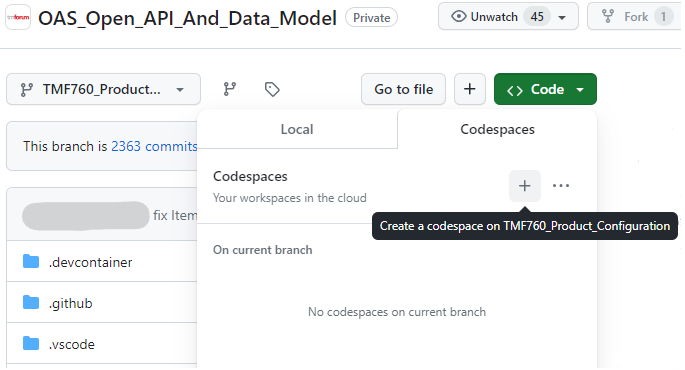 tmforum
OAS_Open_API_And_Data_Model
Private
Unwatch 45
Fork 1
TMF760_Product...
Go to file
+
<> Code
This branch is 2363 commits
Local
Codespaces
Codespaces
Your workspaces in the cloud
+ ...
fix Item
Create a codespace on TMF760_Product_Configuration
On current branch
.devcontainer
.github
No codespaces on current branch
.vscode